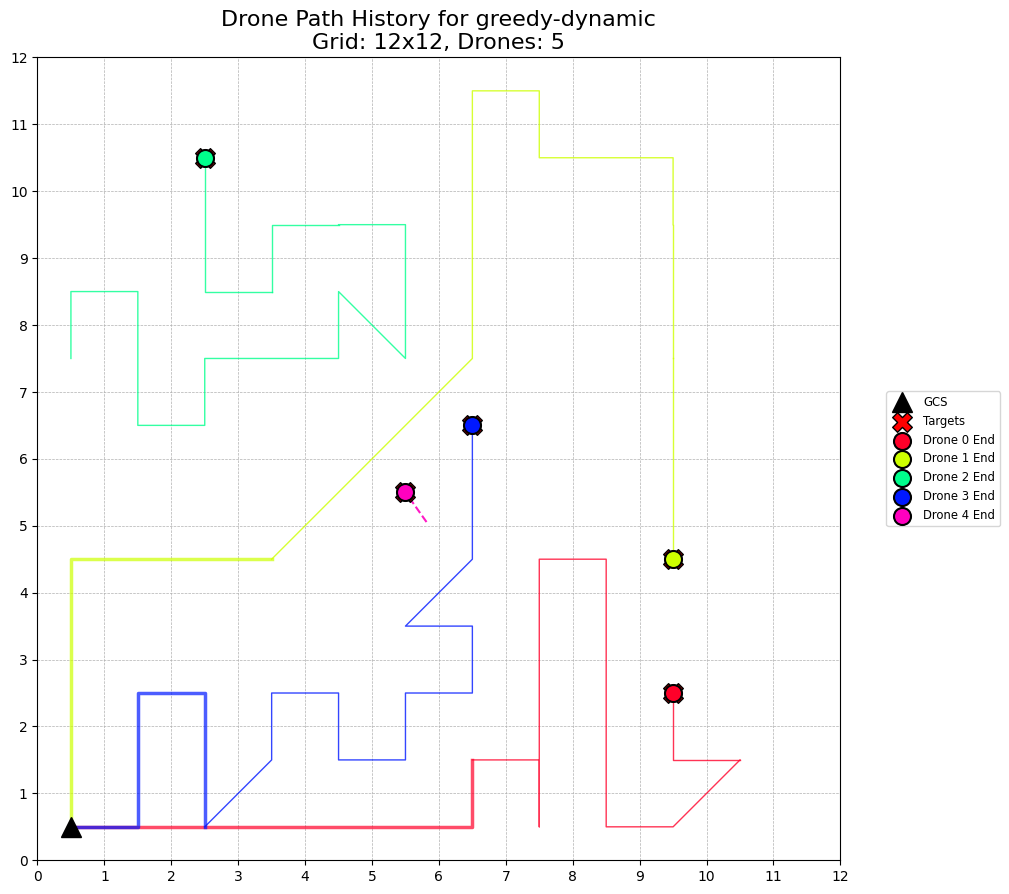 Drone Path History for greedy-dynamic
Grid: 12x12, Drones: 5
12
11
10
9
8
7
6
5
4
3
2
1
0
0 1 2 3 4 5 6 7 8 9 10 11 12
GCS
Targets
Drone 0 End
Drone 1 End
Drone 2 End
Drone 3 End
Drone 4 End